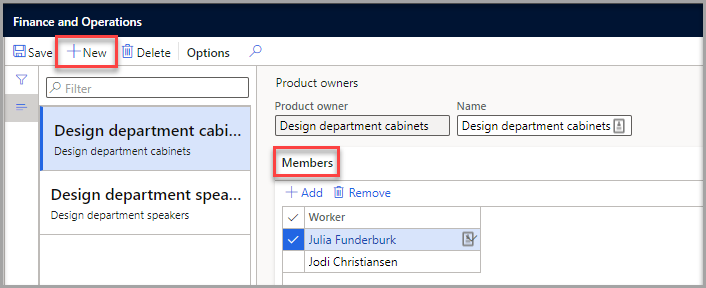 Finance and Operations
Save New Delete Options
Filter
Design department cabi...
Design department cabinets
Design department spea...
Design department speakers
Product owners
Product owner Name
Design department cabinets Design department cabinets
Members
Add Remove
Worker
Julia Funderburk
Jodi Christiansen